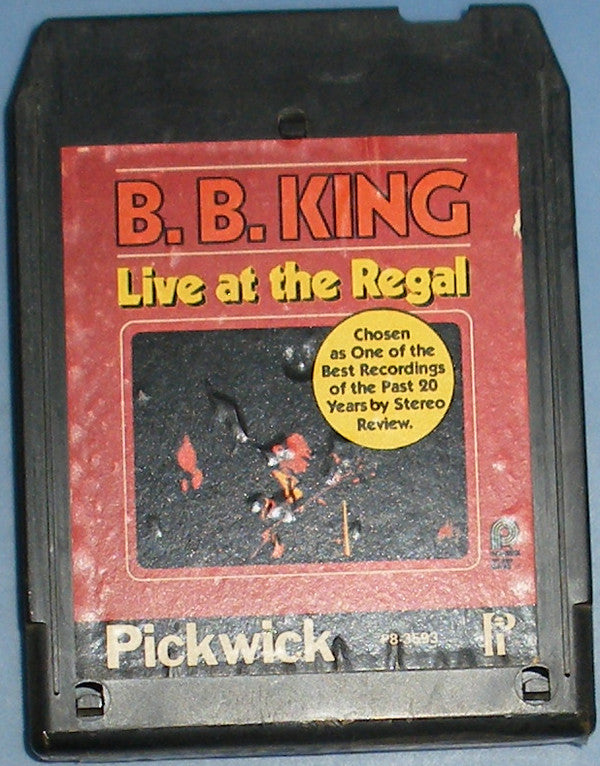 B. B. KING
Live at the Regal
Chosen
as One of the
Best Recordings
of the Past 20
Years by Stereo
Review.
Pickwick
P8-3593